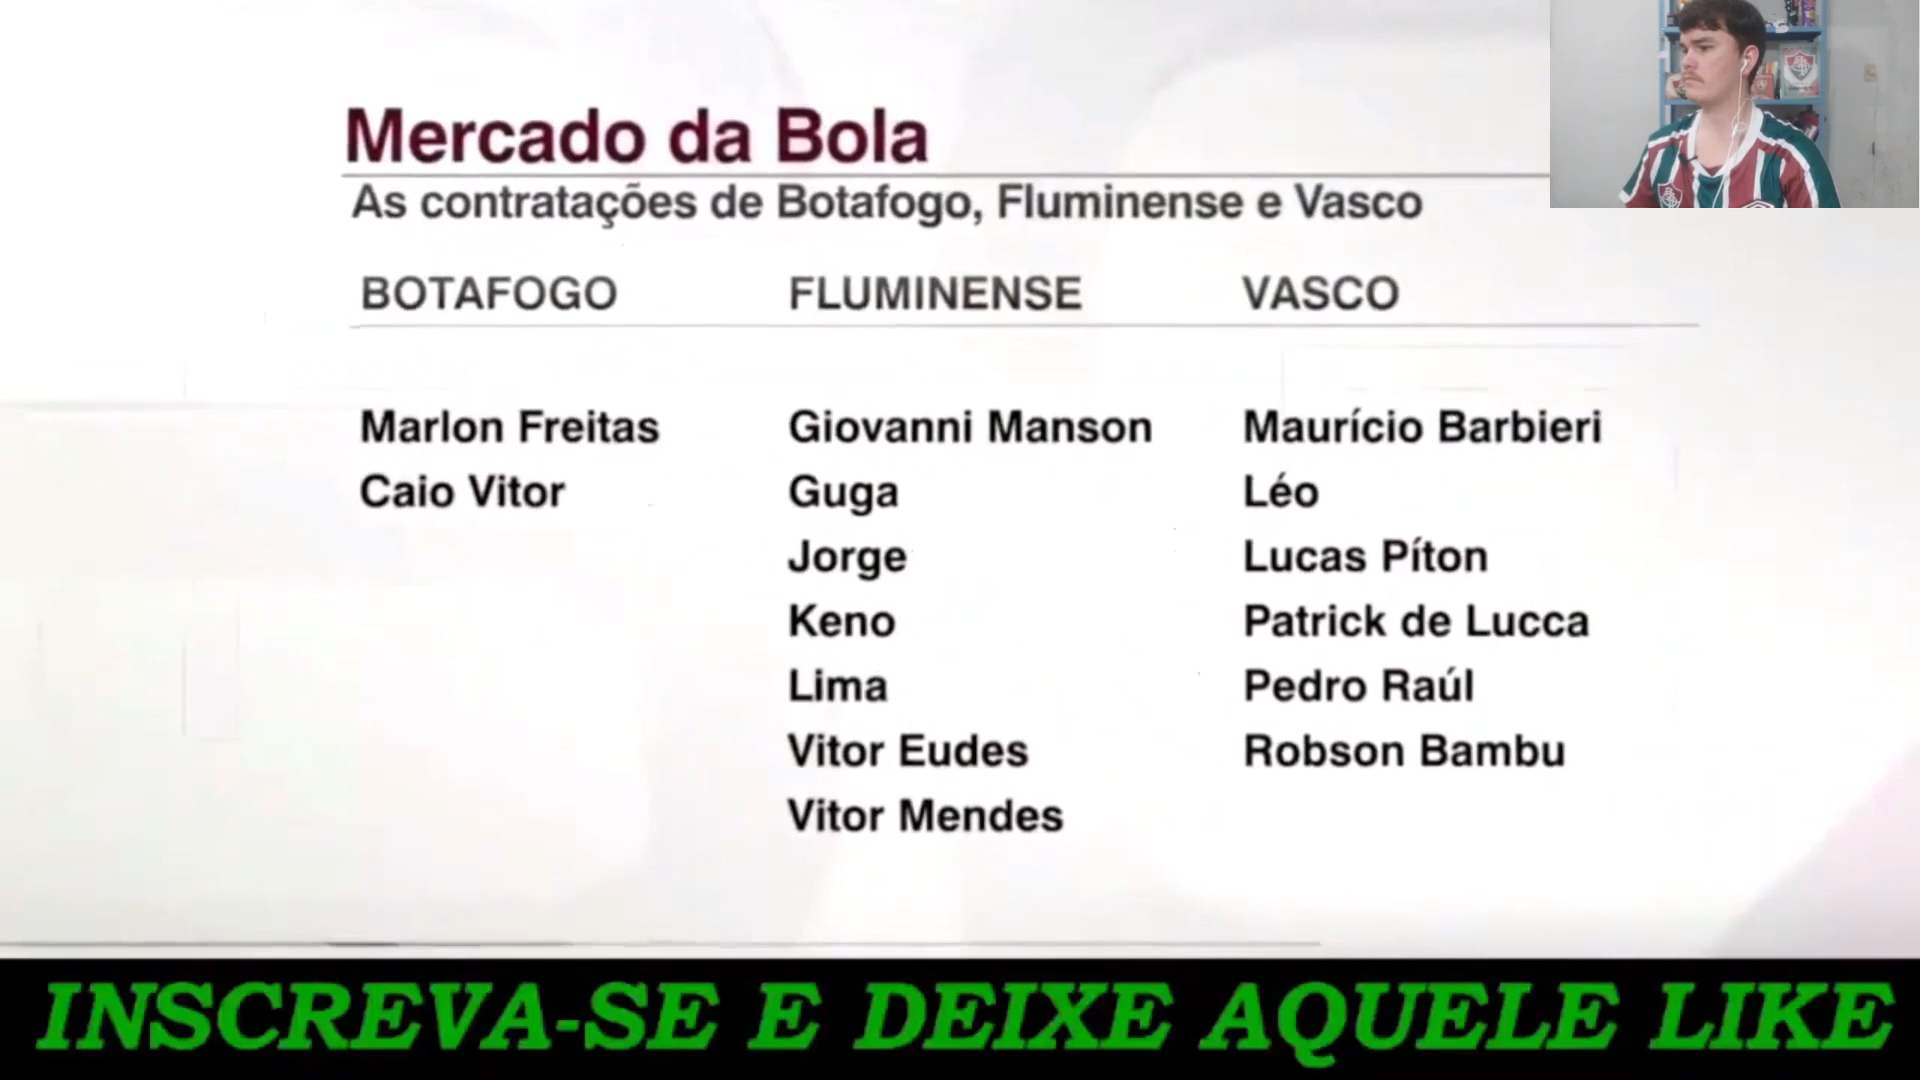 Mercado da Bola
As contratações de Botafogo, Fluminense e Vasco
BOTAFOGO
Marlon Freitas
Caio Vitor
FLUMINENSE
Giovanni Manson
Guga
Jorge
Keno
Lima
Vitor Eudes
Vitor Mendes
VASCO
Maurício Barbieri
Léo
Lucas Píton
Patrick de Lucca
Pedro Raúl
Robson Bambu
INSCREVA-SE E DEIXE AQUELE LIKE